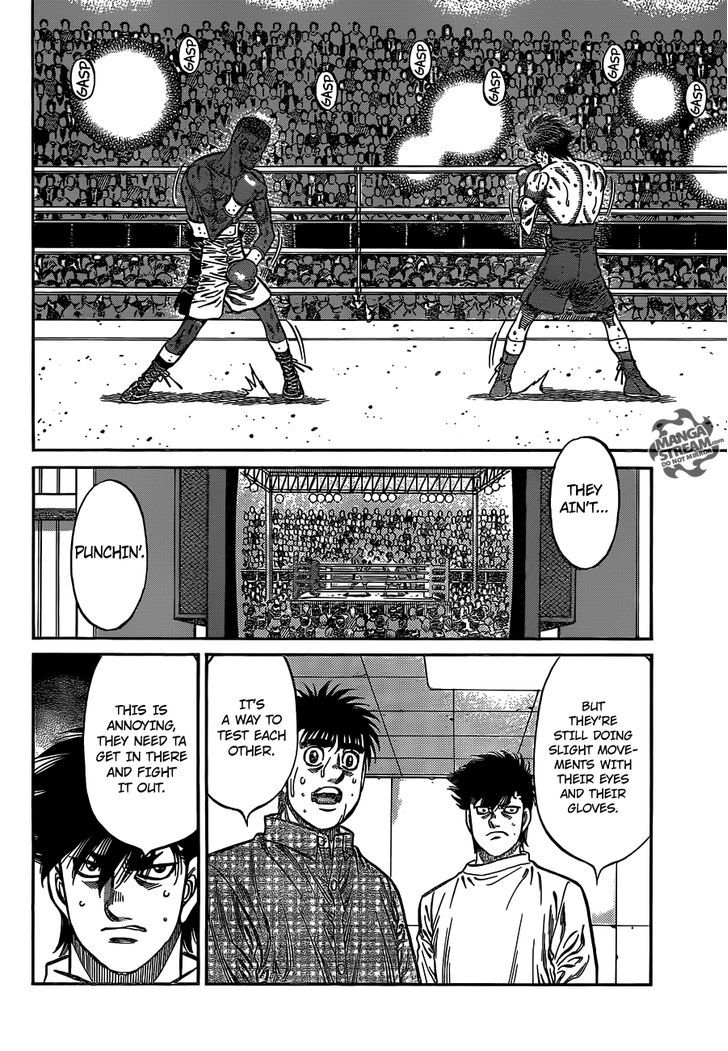 GASP
GASP
GASP
GASP
GASP
GASP
GASP
MANGA
STREAM
DO NOT MIRROR
THEY
AIN'T...
PUNCHIN'.
BUT
THEY'RE
STILL DOING
SLIGHT MOVE-
MENTS WITH
THEIR EYES
AND THEIR
GLOVES.
IT'S
A WAY TO
TEST EACH
OTHER.
THIS IS
ANNOYING,
THEY NEED TA
GET IN THERE
AND FIGHT
IT OUT.